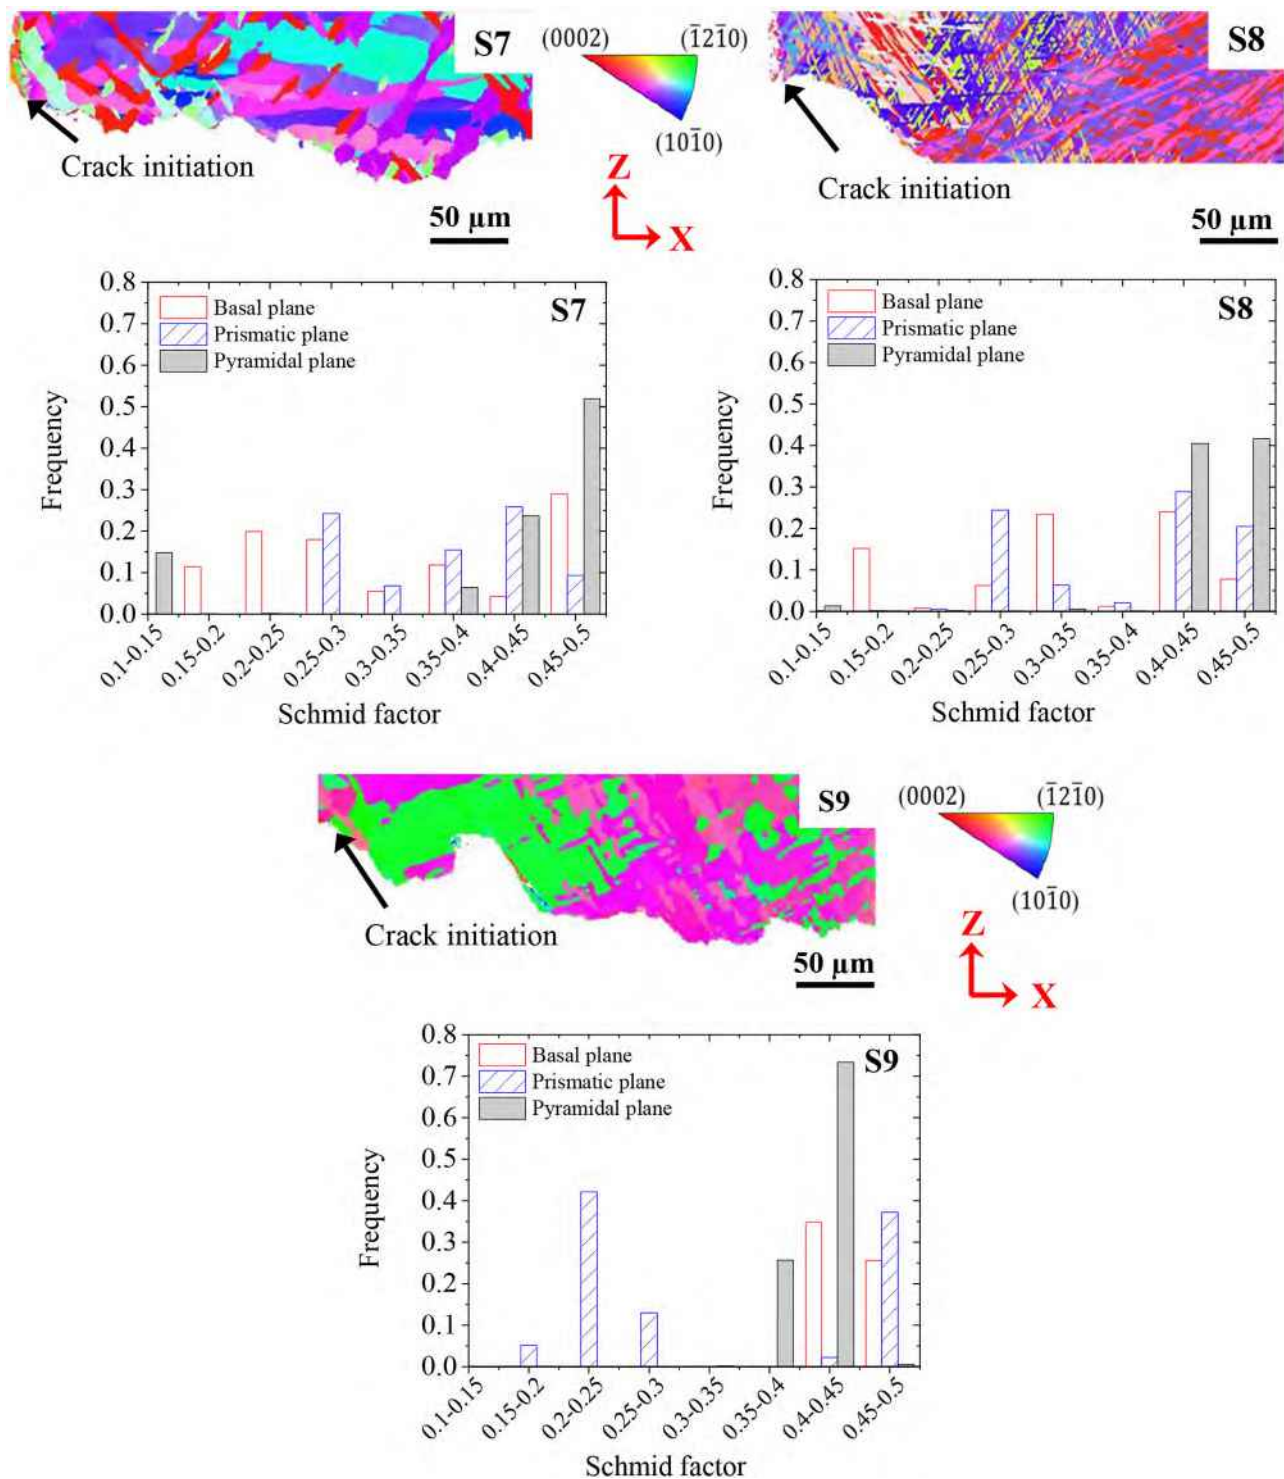 S7
(0002)
(1̅21̅0)
(101̅0)
S8
Crack initiation
Crack initiation
Z
X
50 µm
50 µm
0.8
0.7
0.6
0.5
0.4
0.3
0.2
0.1
0.0
Frequency
Basal plane
Prismatic plane
Pyramidal plane
S7
0.1-0.15
0.15-0.2
0.2-0.25
0.25-0.3
0.3-0.35
0.35-0.4
0.4-0.45
0.45-0.5
Schmid factor
0.8
0.7
0.6
0.5
0.4
0.3
0.2
0.1
0.0
Frequency
Basal plane
Prismatic plane
Pyramidal plane
S8
0.1-0.15
0.15-0.2
0.2-0.25
0.25-0.3
0.3-0.35
0.35-0.4
0.4-0.45
0.45-0.5
Schmid factor
S9
(0002)
(1̅21̅0)
(101̅0)
Crack initiation
Z
X
50 µm
0.8
0.7
0.6
0.5
0.4
0.3
0.2
0.1
0.0
Frequency
Basal plane
Prismatic plane
Pyramidal plane
S9
0.1-0.15
0.15-0.2
0.2-0.25
0.25-0.3
0.3-0.35
0.35-0.4
0.4-0.45
0.45-0.5
Schmid factor